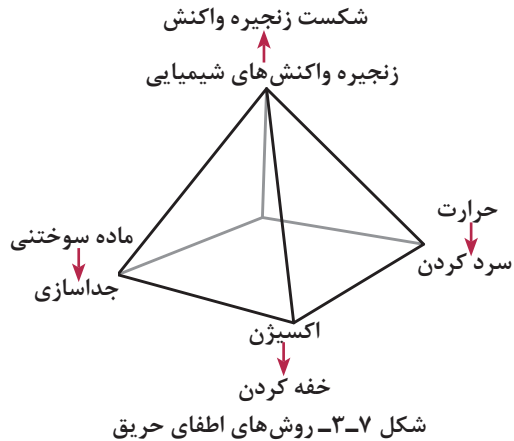 شکست زنجیره واکنش
زنجیره واکنش‌های شیمیایی
حرارت
سرد کردن
ماده سوختنی
جداسازی
اکسیژن
خفه کردن
شکل ۷ـ۳ـ روش‌های اطفای حریق